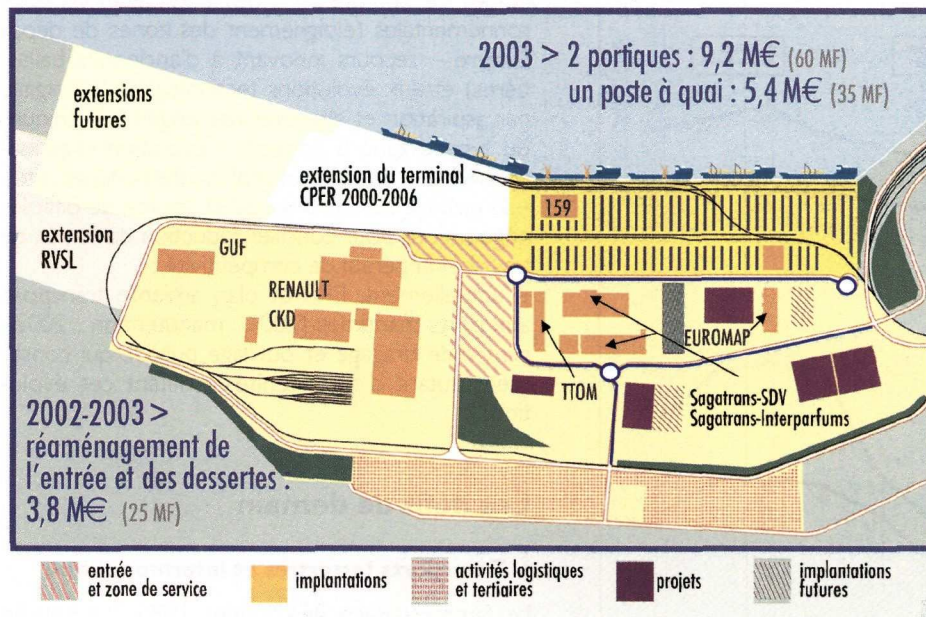 2003 > 2 portiques : 9,2 M€ (60 MF)
un poste à quai : 5,4 M€ (35 MF)
extensions
futures
extension du terminal
CPER 2000-2006
159
extension
RVSL
GUF
RENAULT
CKD
EUROMAP
TTOM
Sagatrans-SDV
Sagatrans-Interparfums
2002-2003 >
réaménagement de
l'entrée et des dessertes :
3,8 M€ (25 MF)
entrée
et zone de service
implantations
activités logistiques
et tertiaires
projets
implantations
futures